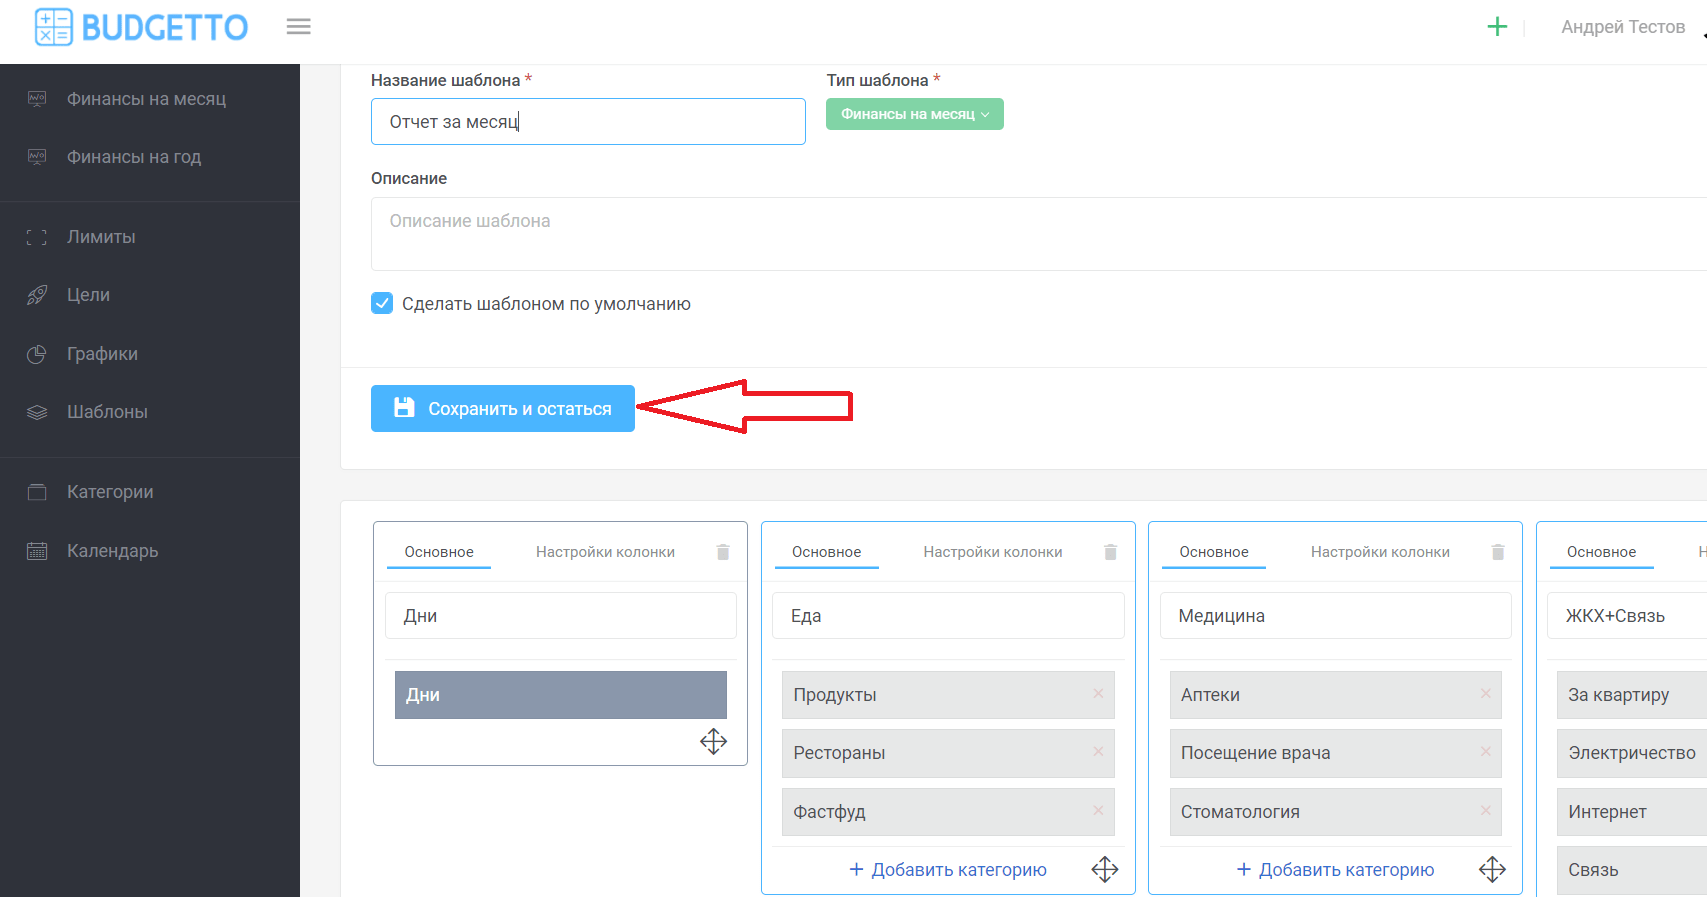 BUDGETTO
Андрей Тестов
Финансы на месяц
Финансы на год
Лимиты
Цели
Графики
Шаблоны
Категории
Календарь
Название шаблона *
Тип шаблона *
Отчет за месяц
Финансы на месяц
Описание
Описание шаблона
Сделать шаблоном по умолчанию
Сохранить и остаться
Основное Настройки колонки
Дни
Дни
Основное Настройки колонки
Еда
Продукты
Рестораны
Фастфуд
+ Добавить категорию
Основное Настройки колонки
Медицина
Аптеки
Посещение врача
Стоматология
+ Добавить категорию
Основное Н
ЖКХ+Связь
За квартиру
Электричество
Интернет
Связь